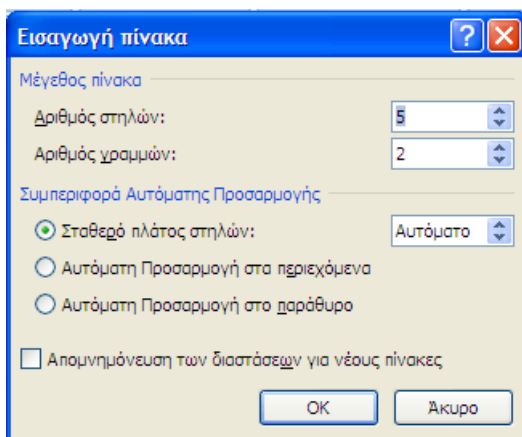 Εισαγωγή πίνακα
Μέγεθος πίνακα
Αριθμός στηλών: 5
Αριθμός γραμμών: 2
Συμπεριφορά Αυτόματης Προσαρμογής
Σταθερό πλάτος στηλών: Αυτόματο
Αυτόματη Προσαρμογή στα περιεχόμενα
Αυτόματη Προσαρμογή στο παράθυρο
Απομνημόνευση των διαστάσεων για νέους πίνακες
OK Άκυρο